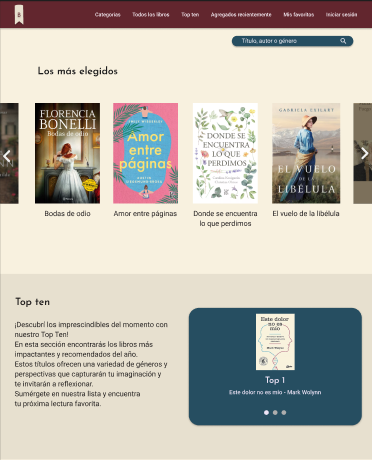 Categorías Todos los libros Top ten Agregados recientemente Mis favoritos Iniciar sesión
Título, autor o género
Los más elegidos
FLORENCIA
BONELLI
Bodas de odio
Amor
entre
páginas
DONDE SE
ENCUENTRA
LO QUE
PERDIMOS
GABRIELA EXILART
EL VUELO
DE LA
LIBÉLULA
Bodas de odio
Amor entre páginas
Donde se encuentra
lo que perdimos
El vuelo de la libélula
Top ten
¡Descubrí los imprescindibles del momento con
nuestro Top Ten!
En esta sección encontrarás los libros más
impactantes y recomendados del año.
Estos títulos ofrecen una variedad de géneros y
perspectivas que capturarán tu imaginación y
te invitarán a reflexionar.
Sumérgete en nuestra lista y encuentra
tu próxima lectura favorita.
Este dolor
no es
mío
Mark Wolynn
Top 1
Este dolor no es mío - Mark Wolynn